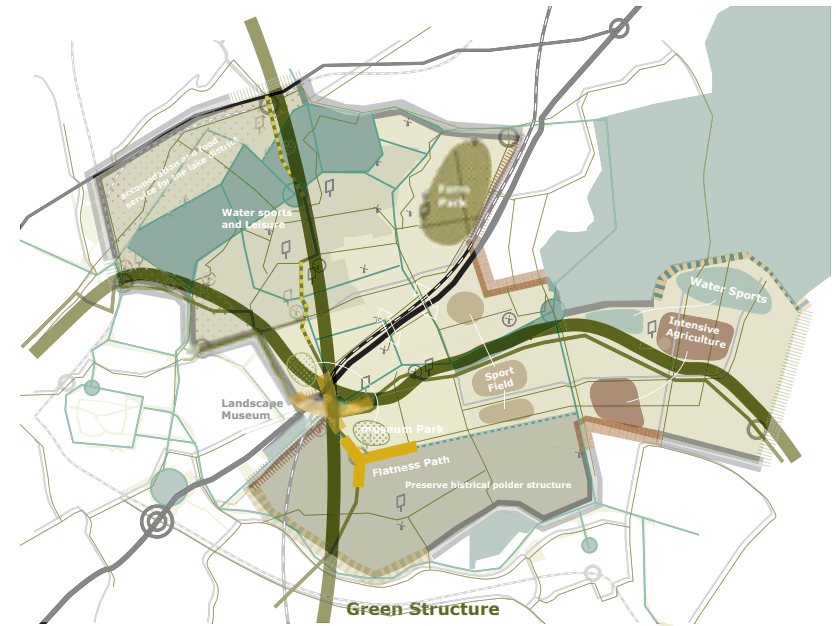 accomodation and food
service for the lake district
Water sports
and Leisure
Farm
Park
Water Sports
Intensive
Agriculture
Sport
Field
Landscape
Museum
museum Park
Flatness Path
Preserve histrical polder structure
Green Structure